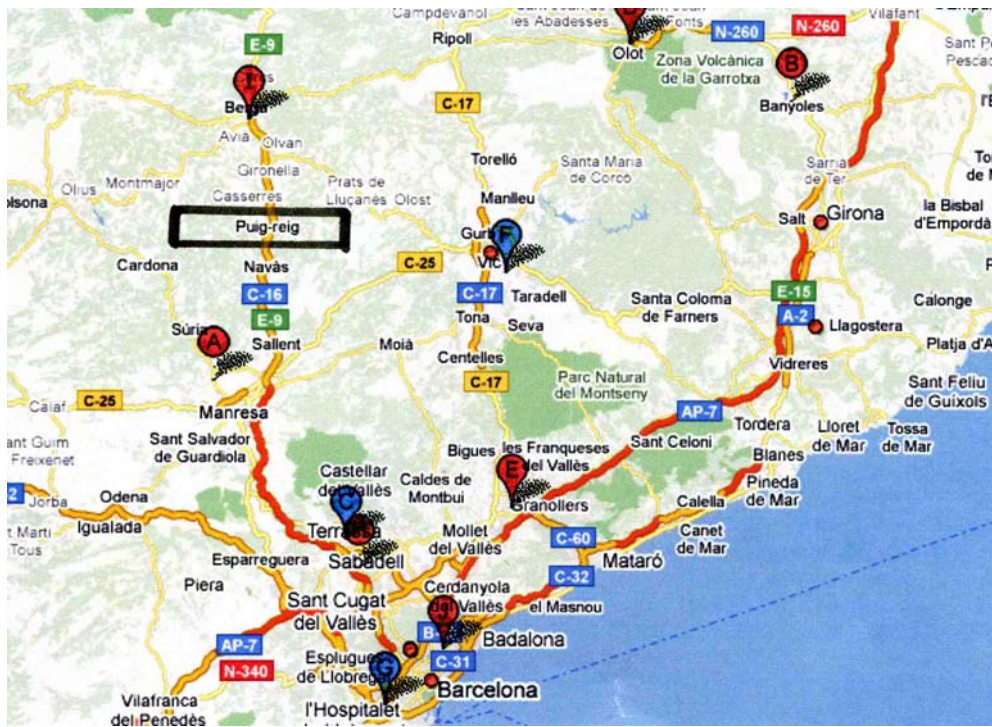 Campdevànol
les Abadesses
Fonts
Vilafant
E-9
Ripoll
N-260
N-260
Olot
Zona Volcànica
de la Garrotxa
B
I
Berga
C-17
Banyoles
Avià
Olvan
Torelló
Santa Maria
de Corcó
Sarrià
de Ter
Gironella
Olius
Montmajor
Prats de
Lluçanès
Olost
Casserres
Manlleu
la Bisbal
d'Empordà
Puig-reig
Salt
Girona
Gurb
F
Vic
Cardona
Navàs
C-25
C-16
C-17
Taradell
E-15
Santa Coloma
de Farners
A-2
Calonge
E-9
Tona
Seva
Llagostera
Súria
A
Sallent
Moià
Centelles
Platja d'A
Vidreres
C-17
Parc Natural
del Montseny
Sant Feliu
de Guíxols
Calaf
C-25
Manresa
AP-7
Tordera
Lloret
de Mar
Tossa
de Mar
Sant Salvador
de Guardiola
Bigues
les Franqueses
del Vallès
Sant Celoni
Blanes
E
Castellar
del Vallès
Caldes de
Montbui
Pineda
de Mar
C
Granollers
Calella
Jorba
Odena
Igualada
Terrassa
Mollet
del Vallès
Canet
de Mar
C-60
Esparreguera
Sabadell
Mataró
C-32
Piera
Cerdanyola
del Vallès
Sant Cugat
del Vallès
el Masnou
J
Badalona
AP-7
N-340
Esplugues
de Llobregat
C-31
G
Barcelona
Vilafranca
del Penedès
l'Hospitalet